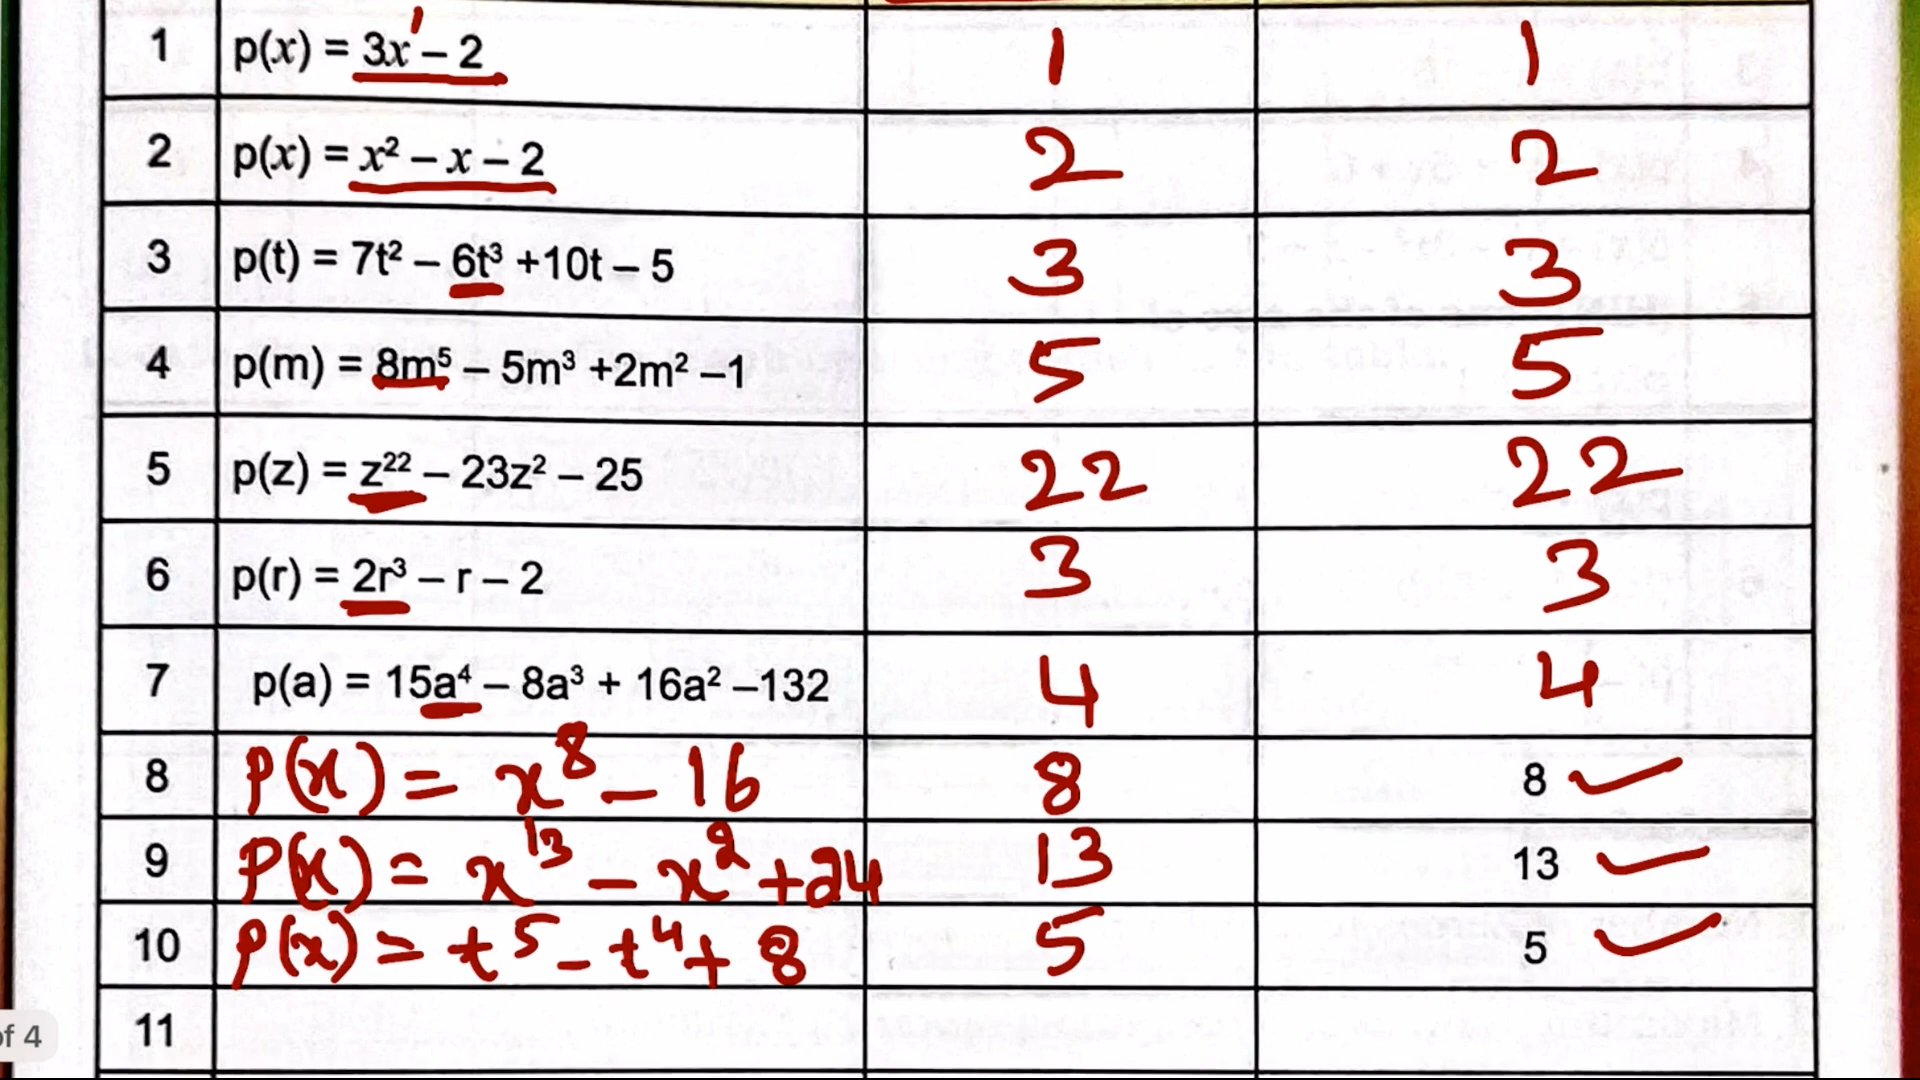 1 p(x) = 3x¹ – 2 1 1
2 p(x) = x² – x – 2 2 2
3 p(t) = 7t² – 6t³ +10t – 5 3 3
4 p(m) = 8m⁵ – 5m³ +2m² –1 5 5
5 p(z) = z²² – 23z² – 25 22 22
6 p(r) = 2r³ – r – 2 3 3
7 p(a) = 15a⁴ – 8a³ + 16a² –132 4 4
8 P(x) = x⁸ – 16 8 8
9 P(x) = x¹³ – x² + 24 13 13
10 P(x) = t⁵ – t⁴ + 8 5 5
11
of 4